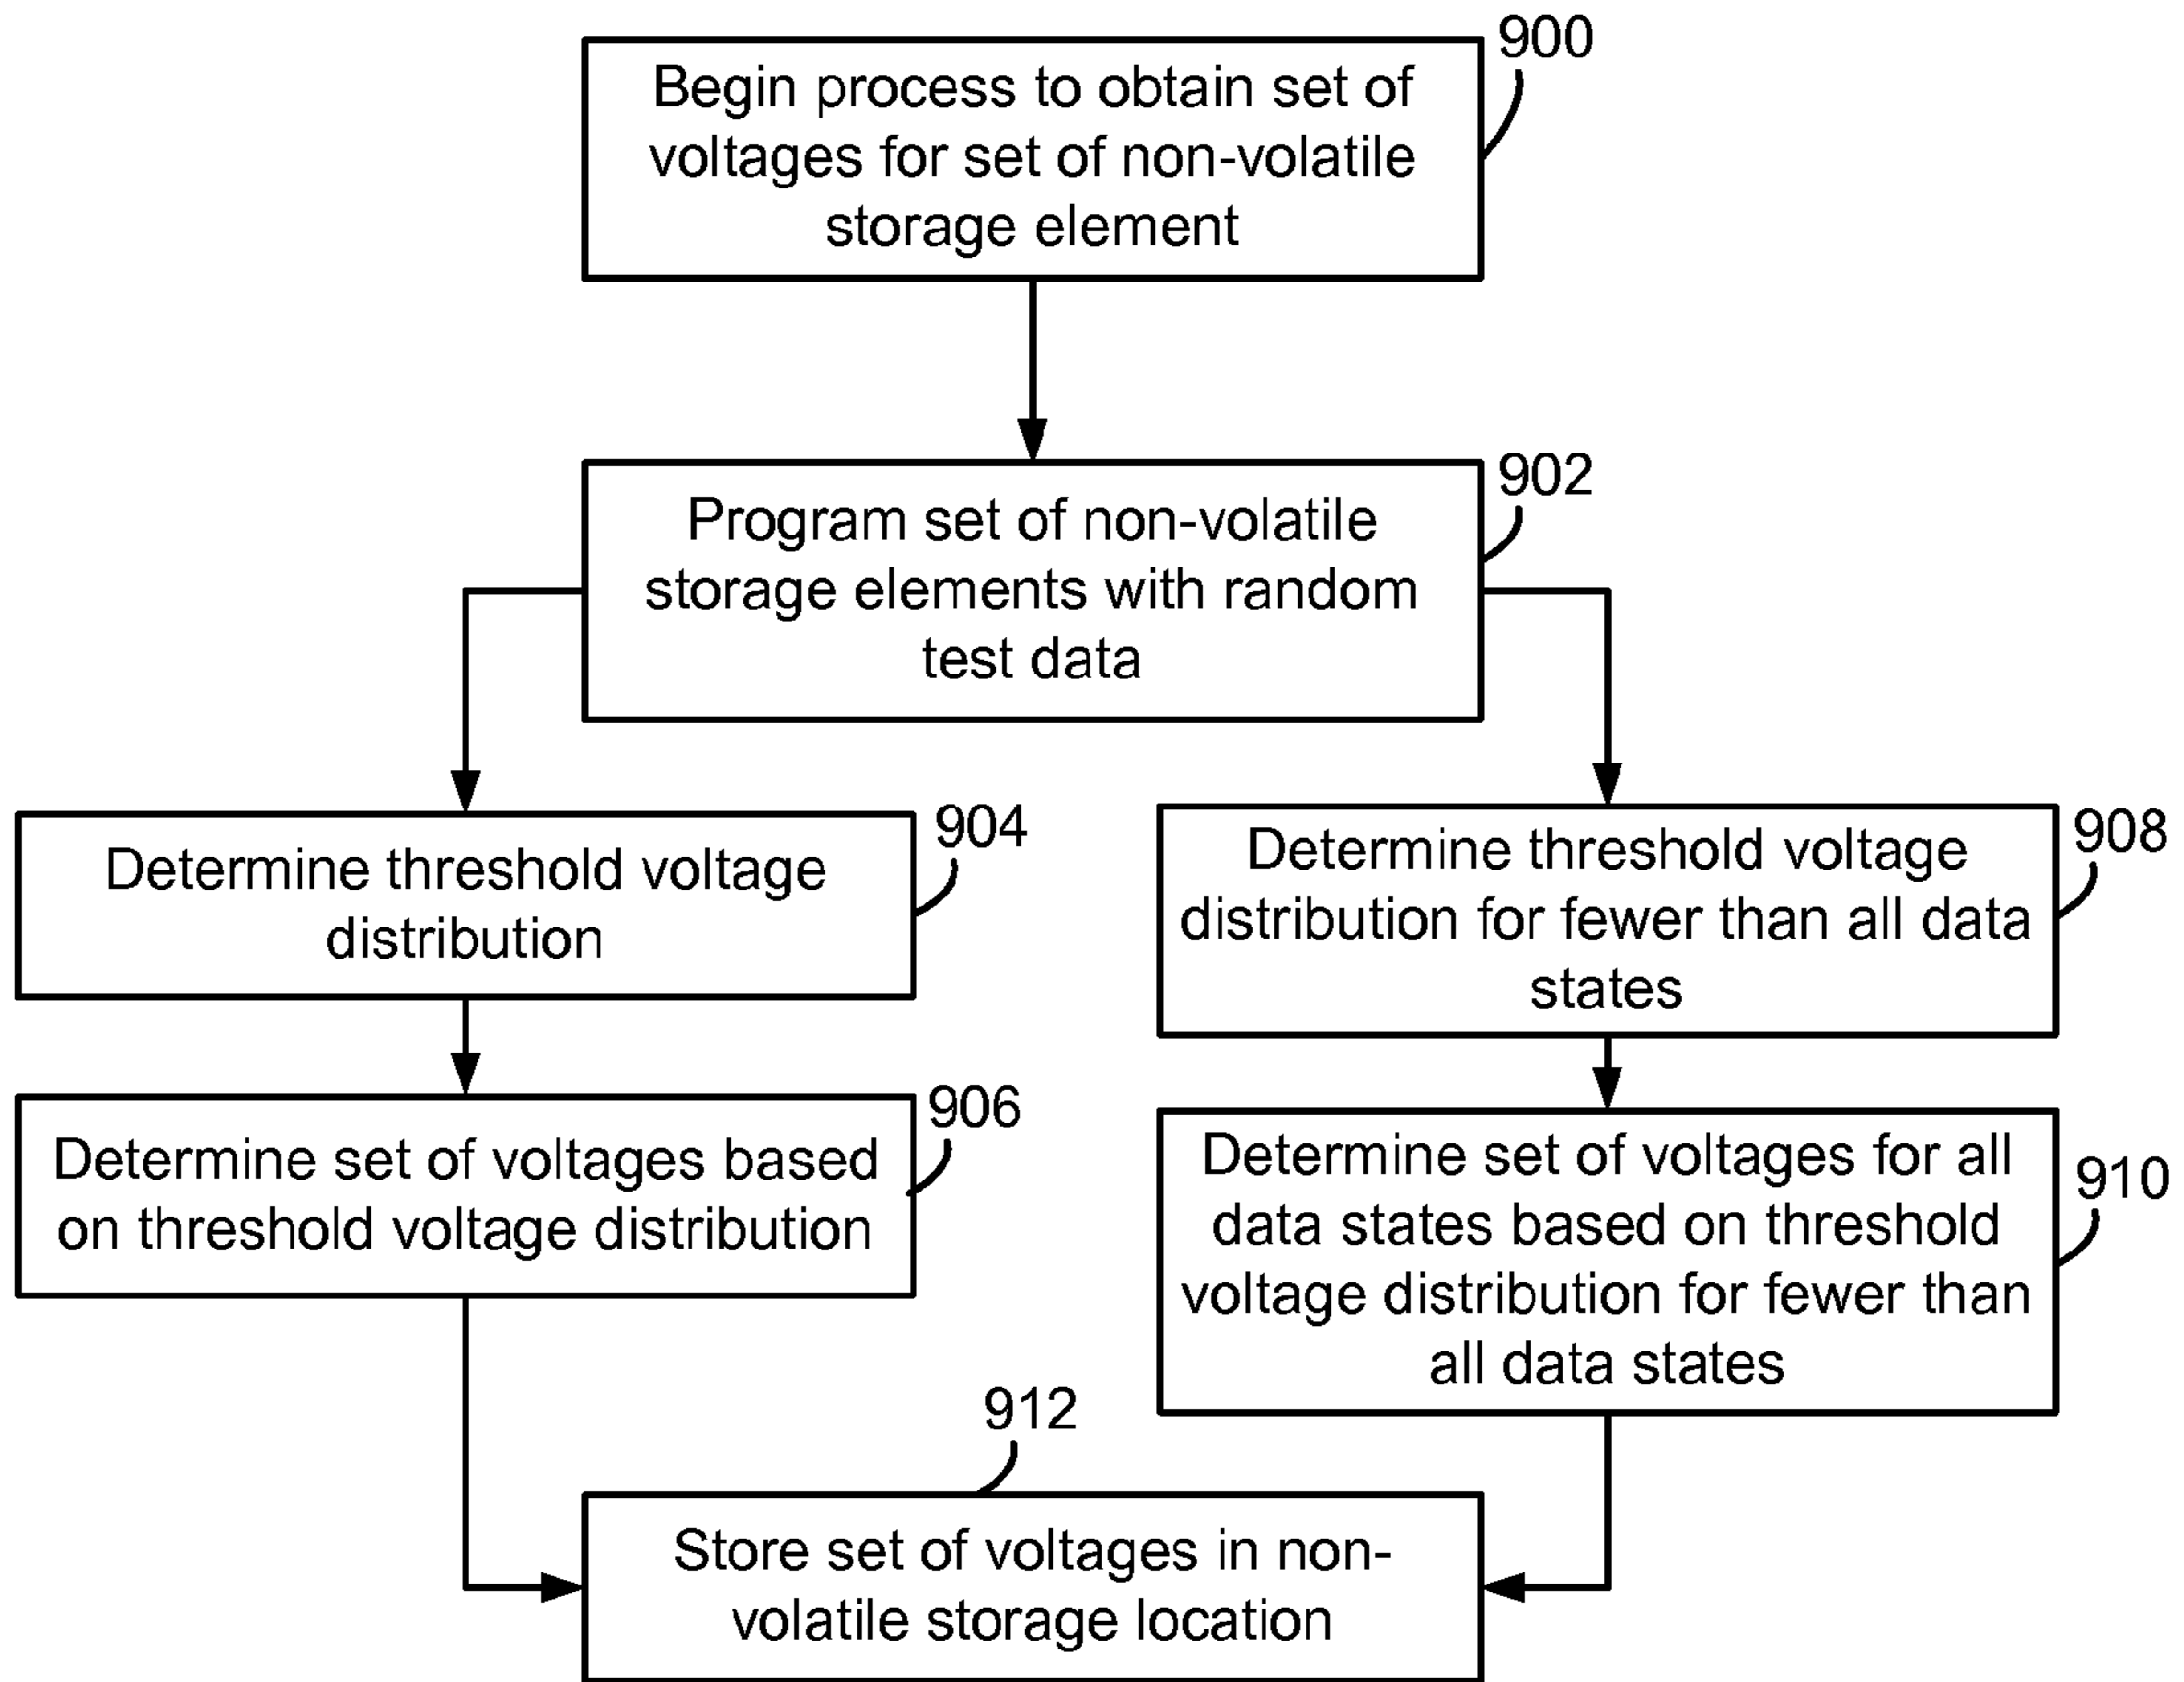 900
Begin process to obtain set of
voltages for set of non-volatile
storage element
902
Program set of non-volatile
storage elements with random
test data
904
Determine threshold voltage
distribution
908
Determine threshold voltage
distribution for fewer than all data
states
906
Determine set of voltages based
on threshold voltage distribution
910
Determine set of voltages for all
data states based on threshold
voltage distribution for fewer than
all data states
912
Store set of voltages in non-
volatile storage location